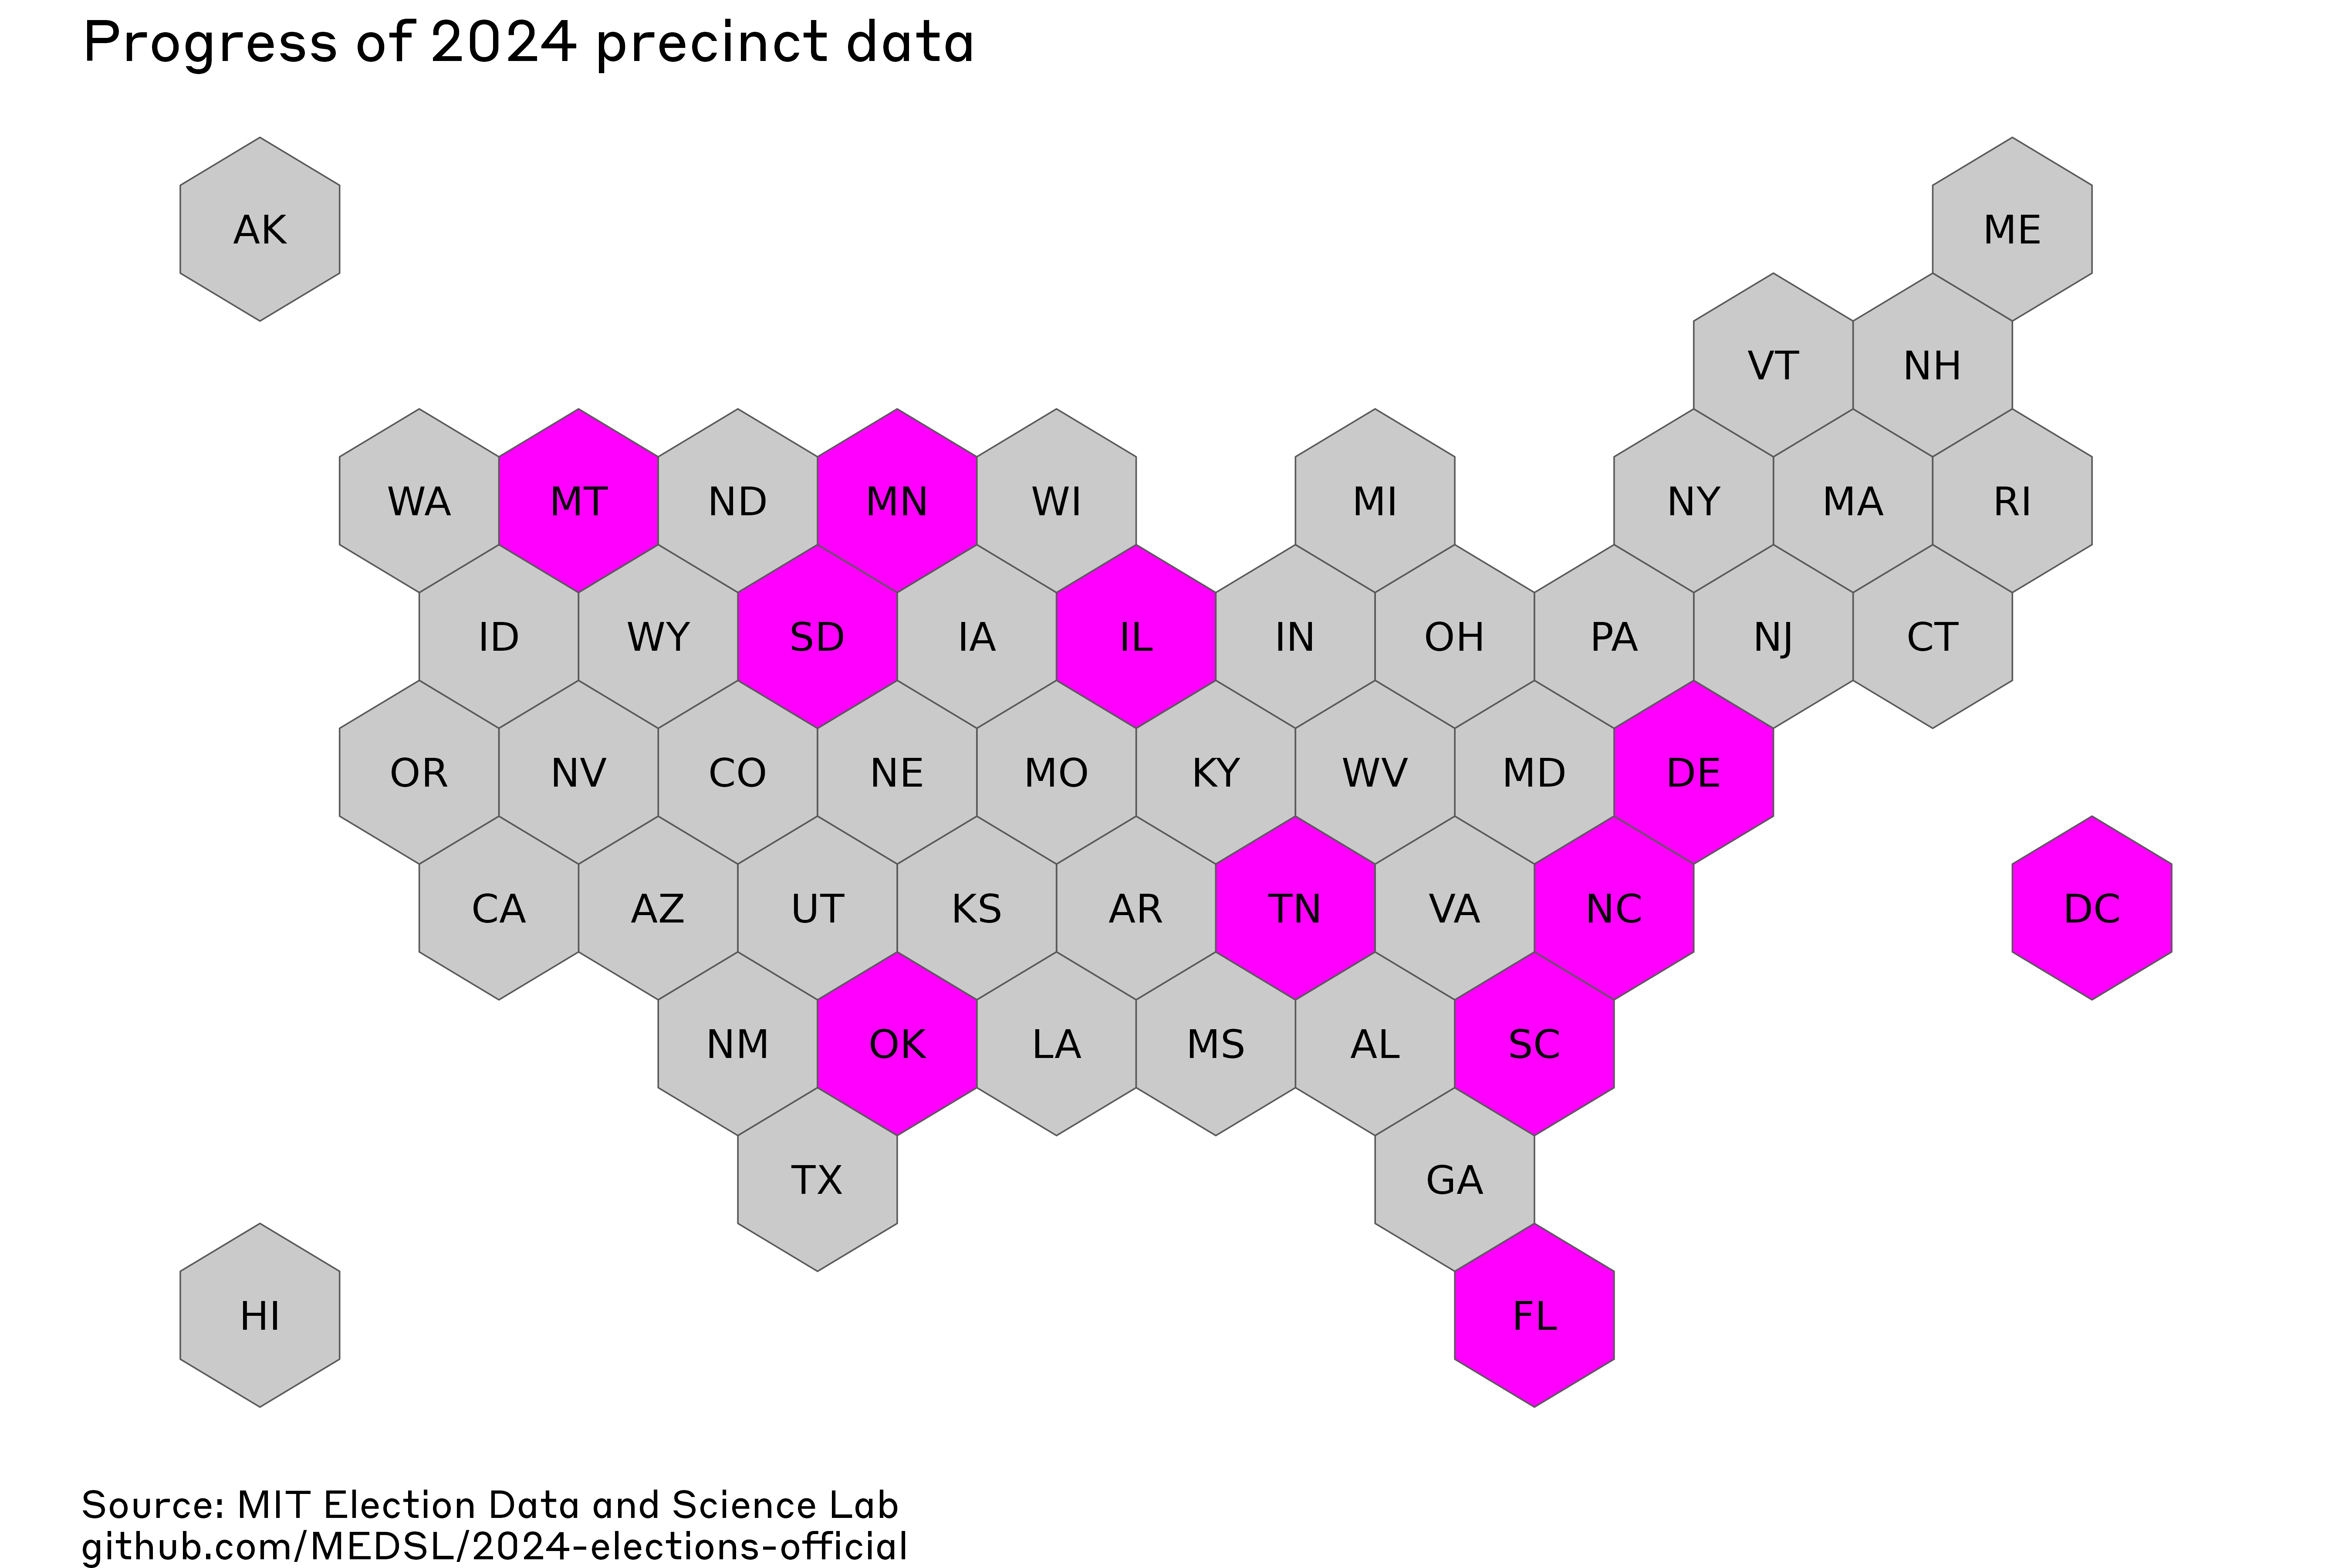 Progress of 2024 precinct data
AK
ME
VT NH
WA MT ND MN WI MI NY MA RI
ID WY SD IA IL IN OH PA NJ CT
OR NV CO NE MO KY WV MD DE
CA AZ UT KS AR TN VA NC DC
NM OK LA MS AL SC
TX GA
HI FL
Source: MIT Election Data and Science Lab
github.com/MEDSL/2024-elections-official